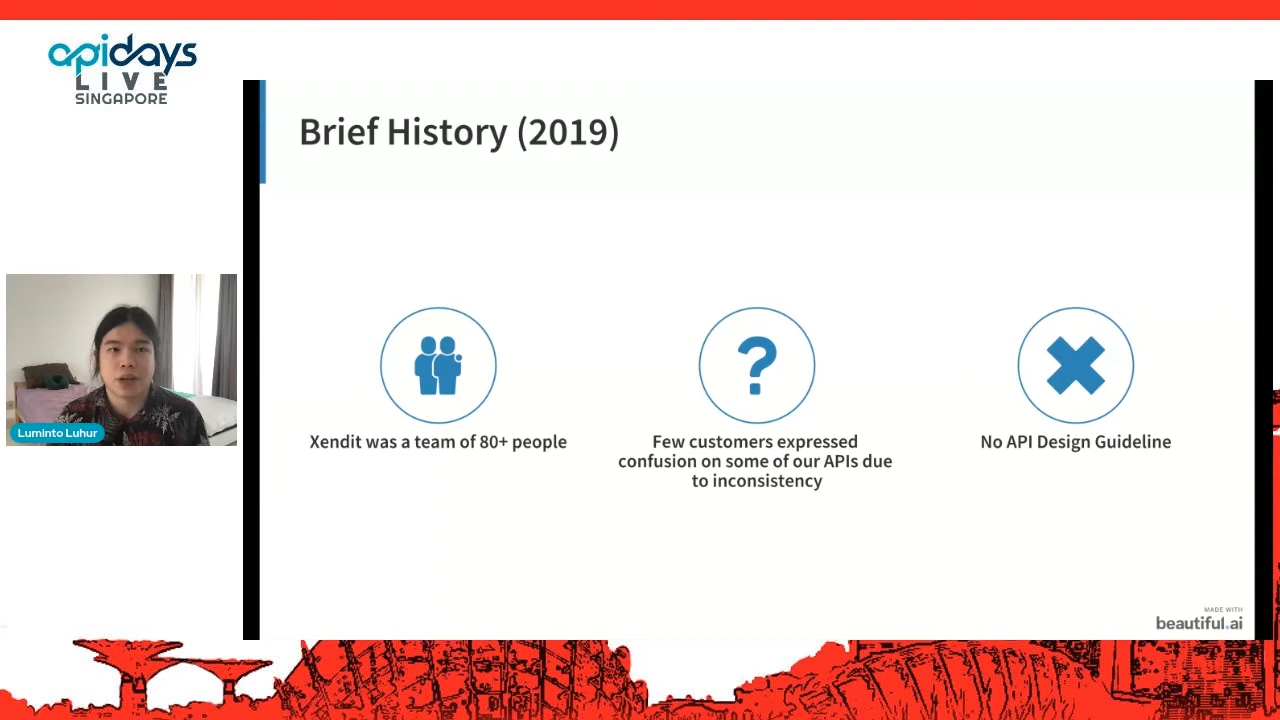 apidays
LIVE
SINGAPORE
Brief History (2019)
Xendit was a team of 80+ people
Few customers expressed
confusion on some of our APIs due
to inconsistency
No API Design Guideline
Luminto Luhur
MADE WITH
beautiful.ai